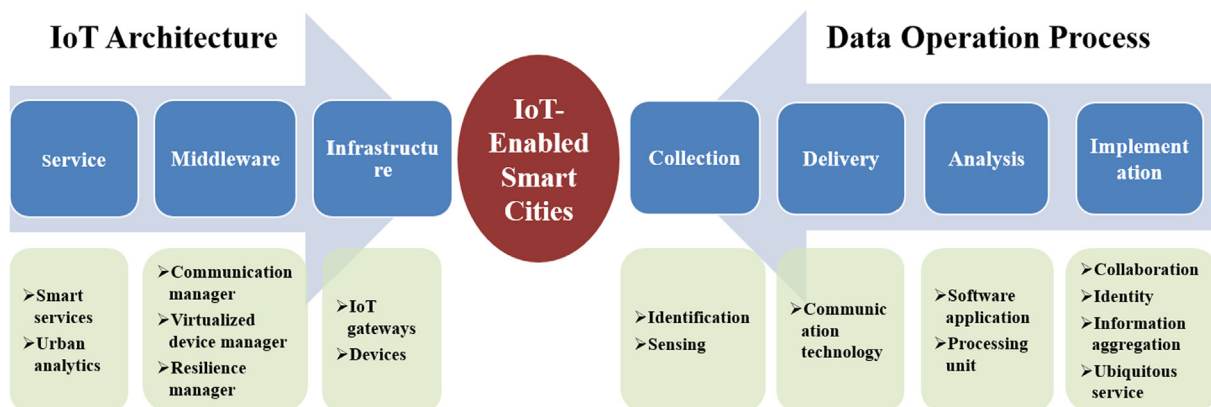 IoT Architecture
Data Operation Process
Service
Middleware
Infrastructu
re
IoT-
Enabled
Smart
Cities
Collection
Delivery
Analysis
Implement
ation
➢Smart
services
➢Urban
analytics
➢Communication
manager
➢Virtualized
device manager
➢Resilience
manager
➢IoT
gateways
➢Devices
➢Identification
➢Sensing
➢Communic
ation
technology
➢Software
application
➢Processing
unit
➢Collaboration
➢Identity
➢Information
aggregation
➢Ubiquitous
service